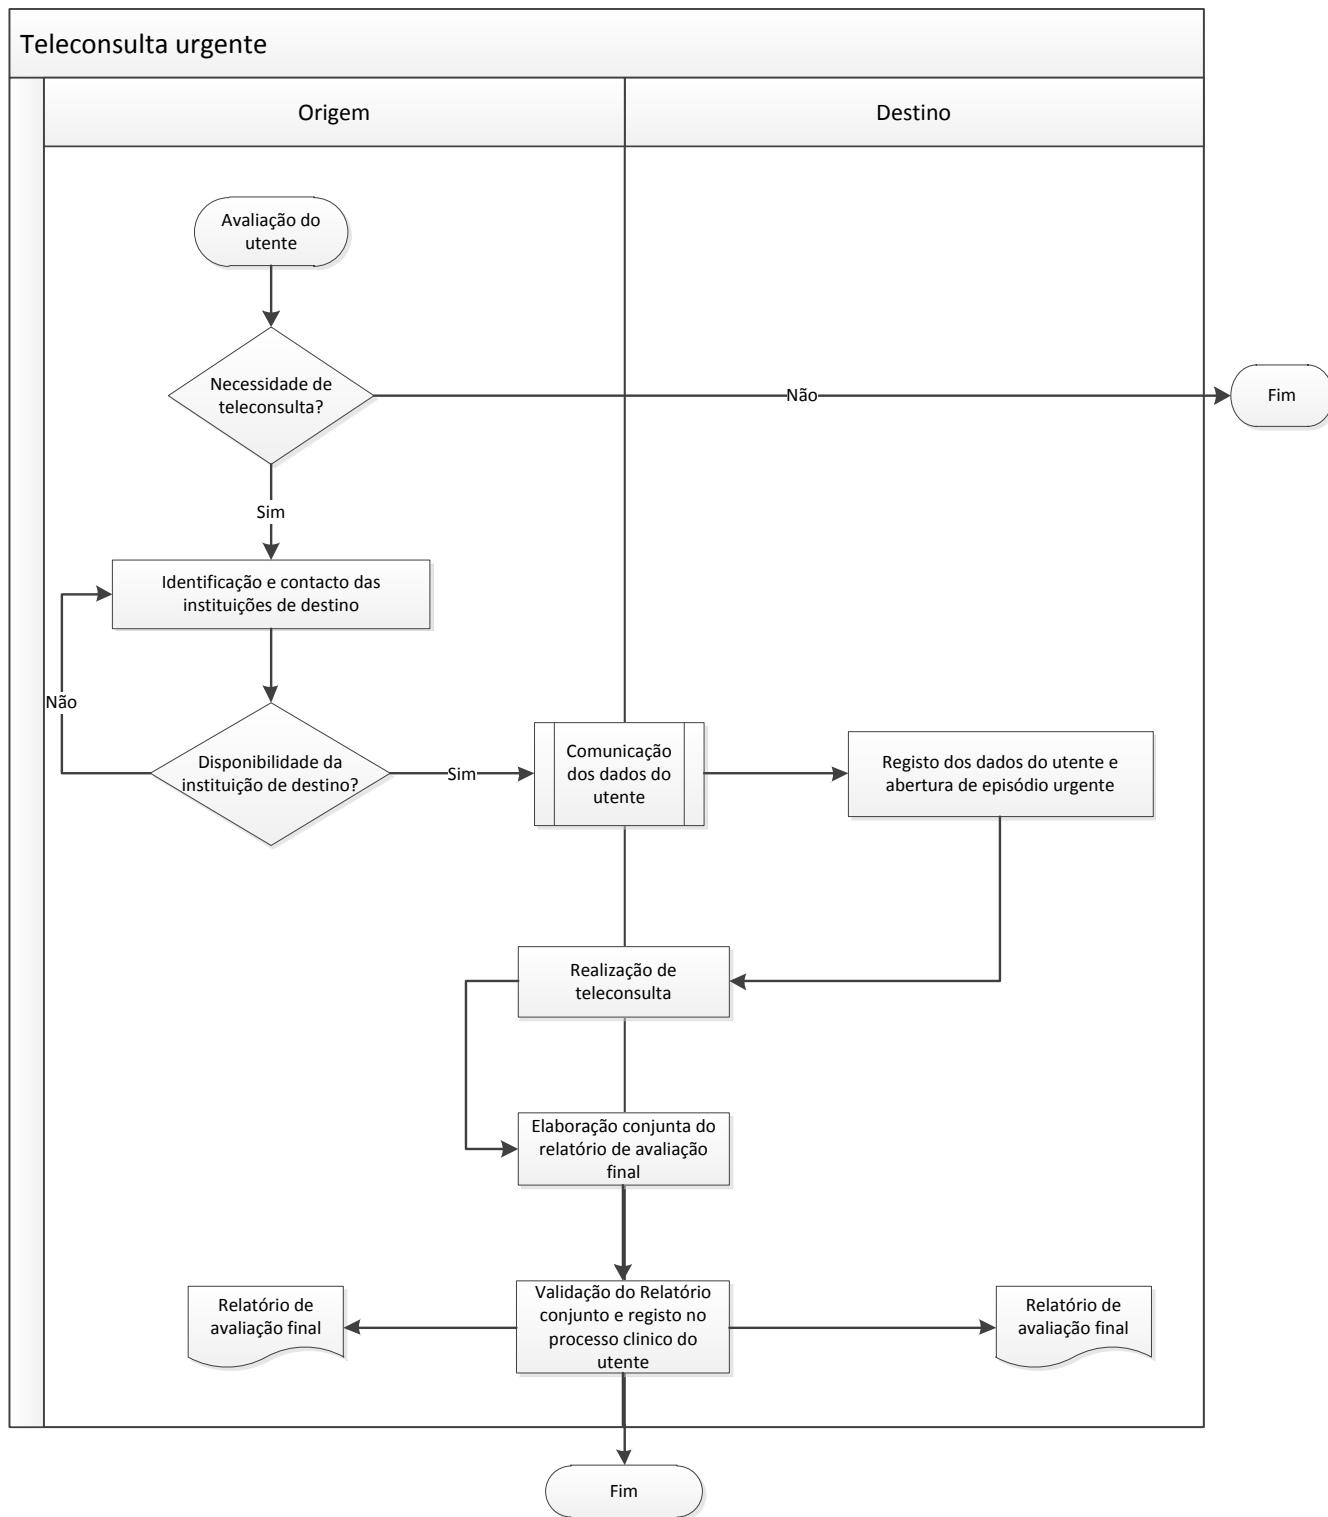 Teleconsulta urgente
Origem
Destino
Avaliação do
utente
Necessidade de
teleconsulta?
Não
Fim
Sim
Identificação e contacto das
instituições de destino
Não
Disponibilidade da
instituição de destino?
Sim
Comunicação
dos dados do
utente
Registo dos dados do utente e
abertura de episódio urgente
Realização de
teleconsulta
Elaboração conjunta do
relatório de avaliação
final
Relatório de
avaliação final
Validação do Relatório
conjunto e registo no
processo clinico do
utente
Relatório de
avaliação final
Fim